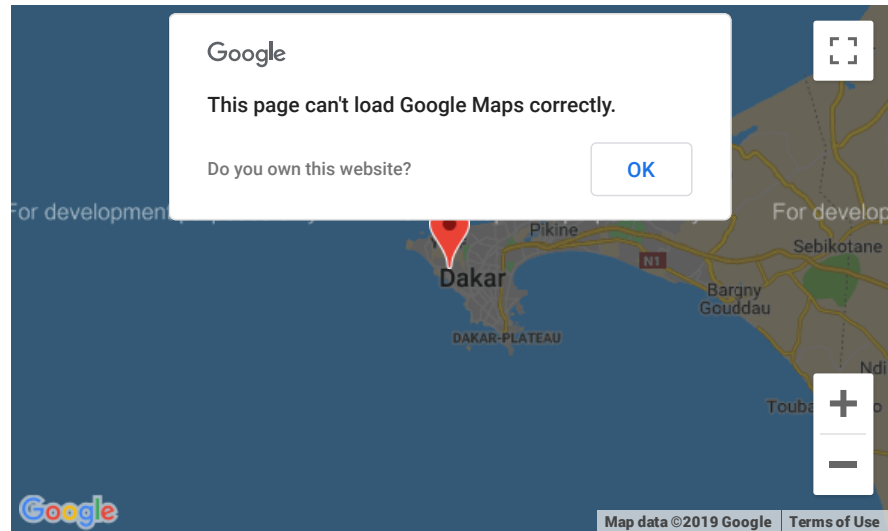 Google
This page can't load Google Maps correctly.
Do you own this website?
OK
For development
For develop
Pikine
Sebikotane
N1
Dakar
Bargny
Gouddau
DAKAR-PLATEAU
Ndi
Touba
Google
Map data ©2019 Google
Terms of Use